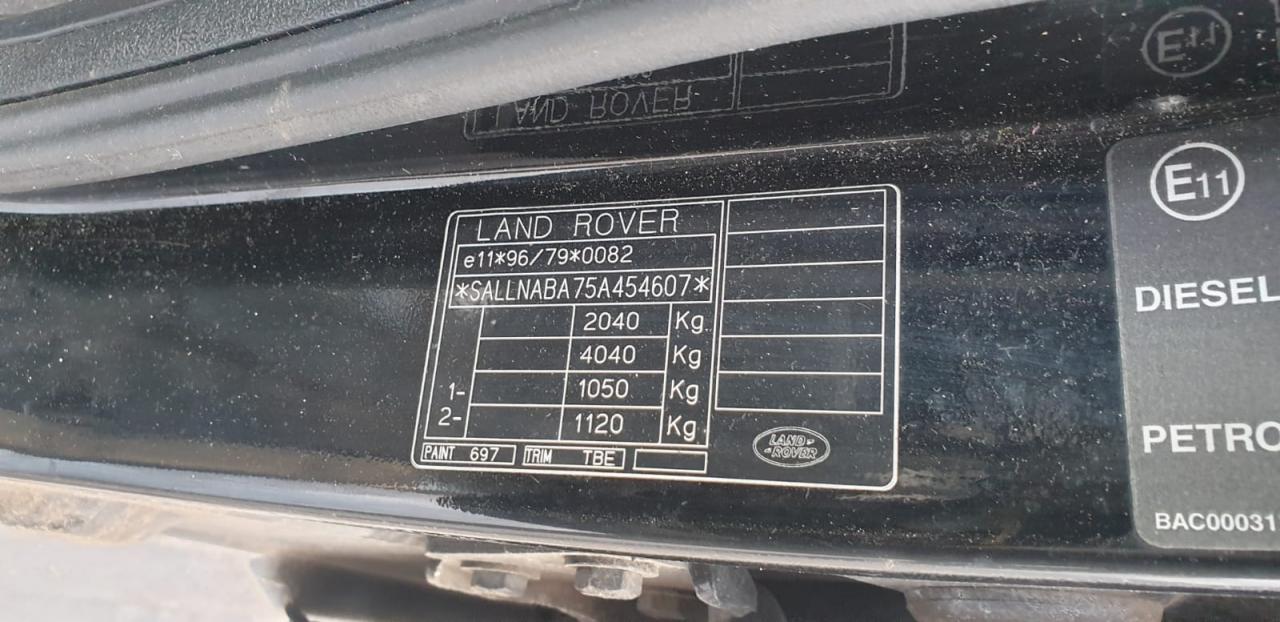 LAND ROVER
e11*96/79*0082
*SALLNABA75A454607*
2040 Kg
4040 Kg
1- 1050 Kg
2- 1120 Kg
PAINT 697 TRIM TBE
LAND ROVER
E11
DIESEL
PETRO
BAC00031
E11
LAND ROVER